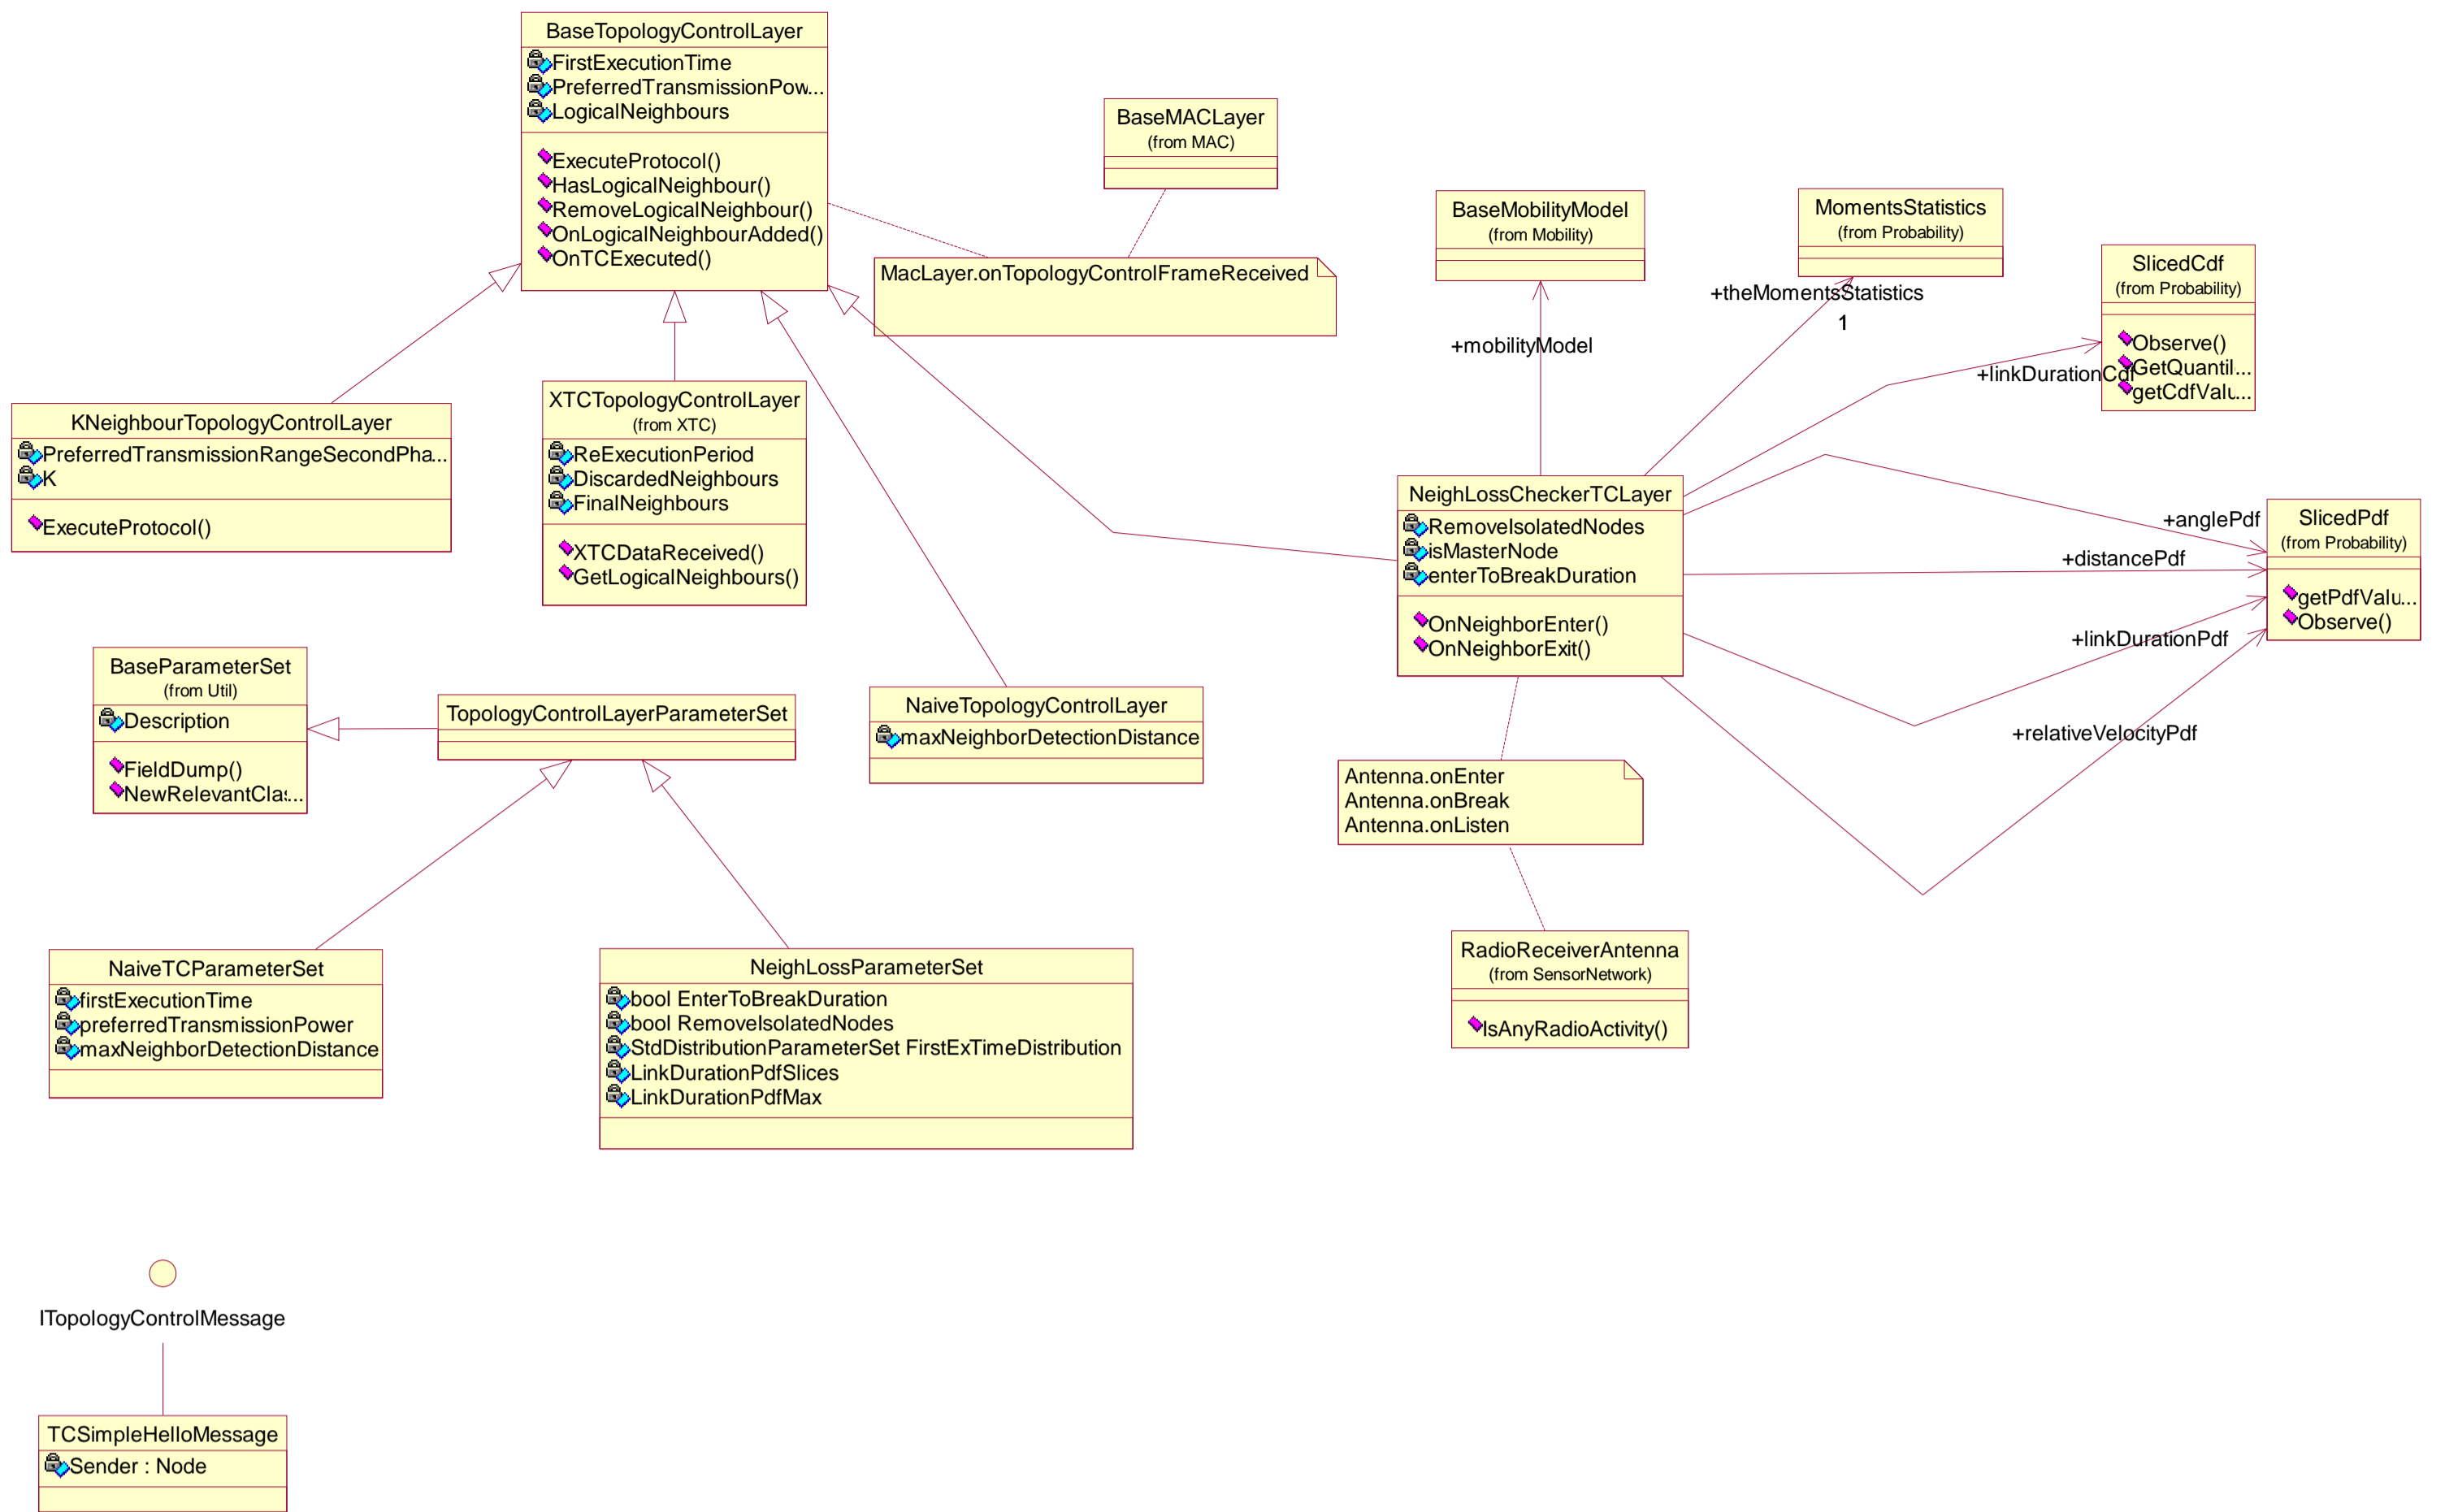 BaseTopologyControlLayer
FirstExecutionTime
PreferredTransmissionPow...
LogicalNeighbours
ExecuteProtocol()
HasLogicalNeighbour()
RemoveLogicalNeighbour()
OnLogicalNeighbourAdded()
OnTCExecuted()
BaseMACLayer
(from MAC)
MacLayer.onTopologyControlFrameReceived
BaseMobilityModel
(from Mobility)
MomentsStatistics
(from Probability)
SlicedCdf
(from Probability)
Observe()
GetQuantil...
getCdfValu...
+theMomentsStatistics
1
+mobilityModel
+linkDurationCdf
KNeighbourTopologyControlLayer
PreferredTransmissionRangeSecondPha...
K
ExecuteProtocol()
XTCTopologyControlLayer
(from XTC)
ReExecutionPeriod
DiscardedNeighbours
FinalNeighbours
XTCDataReceived()
GetLogicalNeighbours()
NeighLossCheckerTCLayer
RemoveIsolatedNodes
isMasterNode
enterToBreakDuration
OnNeighborEnter()
OnNeighborExit()
+anglePdf
+distancePdf
+linkDurationPdf
+relativeVelocityPdf
SlicedPdf
(from Probability)
getPdfValu...
Observe()
BaseParameterSet
(from Util)
Description
FieldDump()
NewRelevantClas...
TopologyControlLayerParameterSet
NaiveTopologyControlLayer
maxNeighborDetectionDistance
Antenna.onEnter
Antenna.onBreak
Antenna.onListen
NaiveTCParameterSet
firstExecutionTime
preferredTransmissionPower
maxNeighborDetectionDistance
NeighLossParameterSet
bool EnterToBreakDuration
bool RemoveIsolatedNodes
StdDistributionParameterSet FirstExTimeDistribution
LinkDurationPdfSlices
LinkDurationPdfMax
RadioReceiverAntenna
(from SensorNetwork)
IsAnyRadioActivity()
ITopologyControlMessage
TCSimpleHelloMessage
Sender : Node